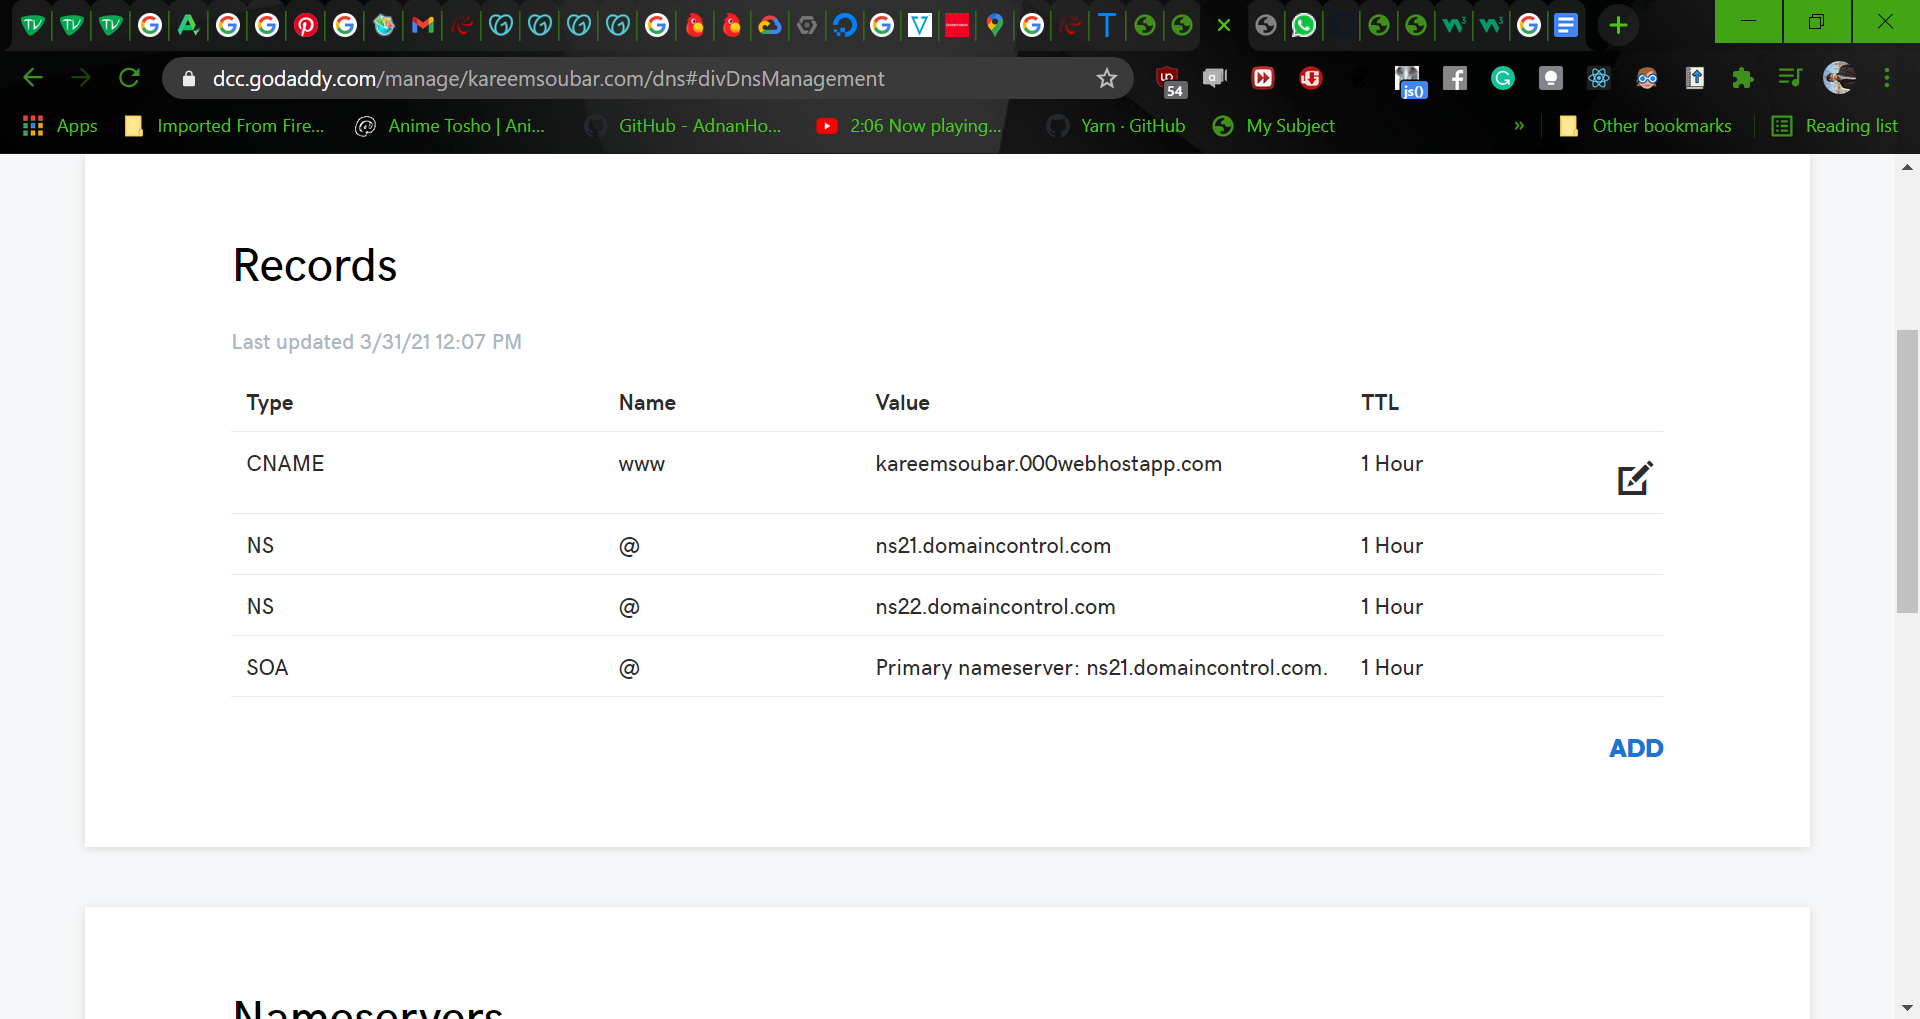 dcc.godaddy.com/manage/kareemsoubar.com/dns#divDnsManagement
54
js()
Apps
Imported From Fire...
Anime Tosho | Ani...
GitHub - AdnanHo...
2:06 Now playing...
Yarn · GitHub
My Subject
»
Other bookmarks
Reading list
Records
Last updated 3/31/21 12:07 PM
Type Name Value TTL
CNAME www kareemsoubar.000webhostapp.com 1 Hour
NS @ ns21.domaincontrol.com 1 Hour
NS @ ns22.domaincontrol.com 1 Hour
SOA @ Primary nameserver: ns21.domaincontrol.com. 1 Hour
ADD
Nameservers